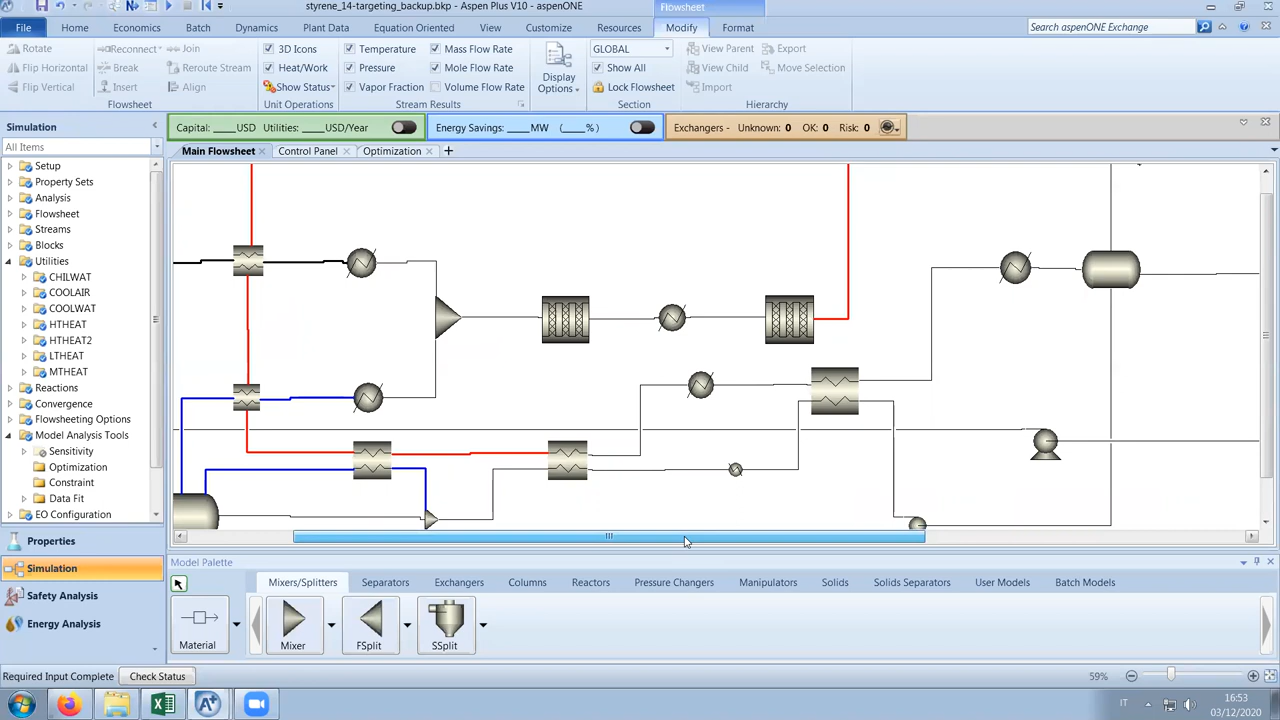 styrene_14-targeting_backup.bkp - Aspen Plus V10 - aspenONE
Flowsheet
File Home Economics Batch Dynamics Plant Data Equation Oriented View Customize Resources Modify Format Search aspenONE Exchange
Rotate Reconnect Join 3D Icons Temperature Mass Flow Rate GLOBAL View Parent Export
Flip Horizontal Break Reroute Stream Heat/Work Pressure Mole Flow Rate Display Options Show All View Child Move Selection
Flip Vertical Insert Align Show Status Vapor Fraction Volume Flow Rate Lock Flowsheet Import
Flowsheet Unit Operations Stream Results Section Hierarchy
Simulation
Capital: ____USD Utilities: ____USD/Year Energy Savings: ____MW (____%) Exchangers - Unknown: 0 OK: 0 Risk: 0
All Items
Main Flowsheet Control Panel Optimization
Setup
Property Sets
Analysis
Flowsheet
Streams
Blocks
Utilities
CHILWAT
COOLAIR
COOLWAT
HTHEAT
HTHEAT2
LTHEAT
MTHEAT
Reactions
Convergence
Flowsheeting Options
Model Analysis Tools
Sensitivity
Optimization
Constraint
Data Fit
EO Configuration
Properties
Simulation
Safety Analysis
Energy Analysis
Model Palette
Mixers/Splitters Separators Exchangers Columns Reactors Pressure Changers Manipulators Solids Solids Separators User Models Batch Models
Material Mixer FSplit SSplit
Required Input Complete Check Status 59%
IT 16:53
03/12/2020